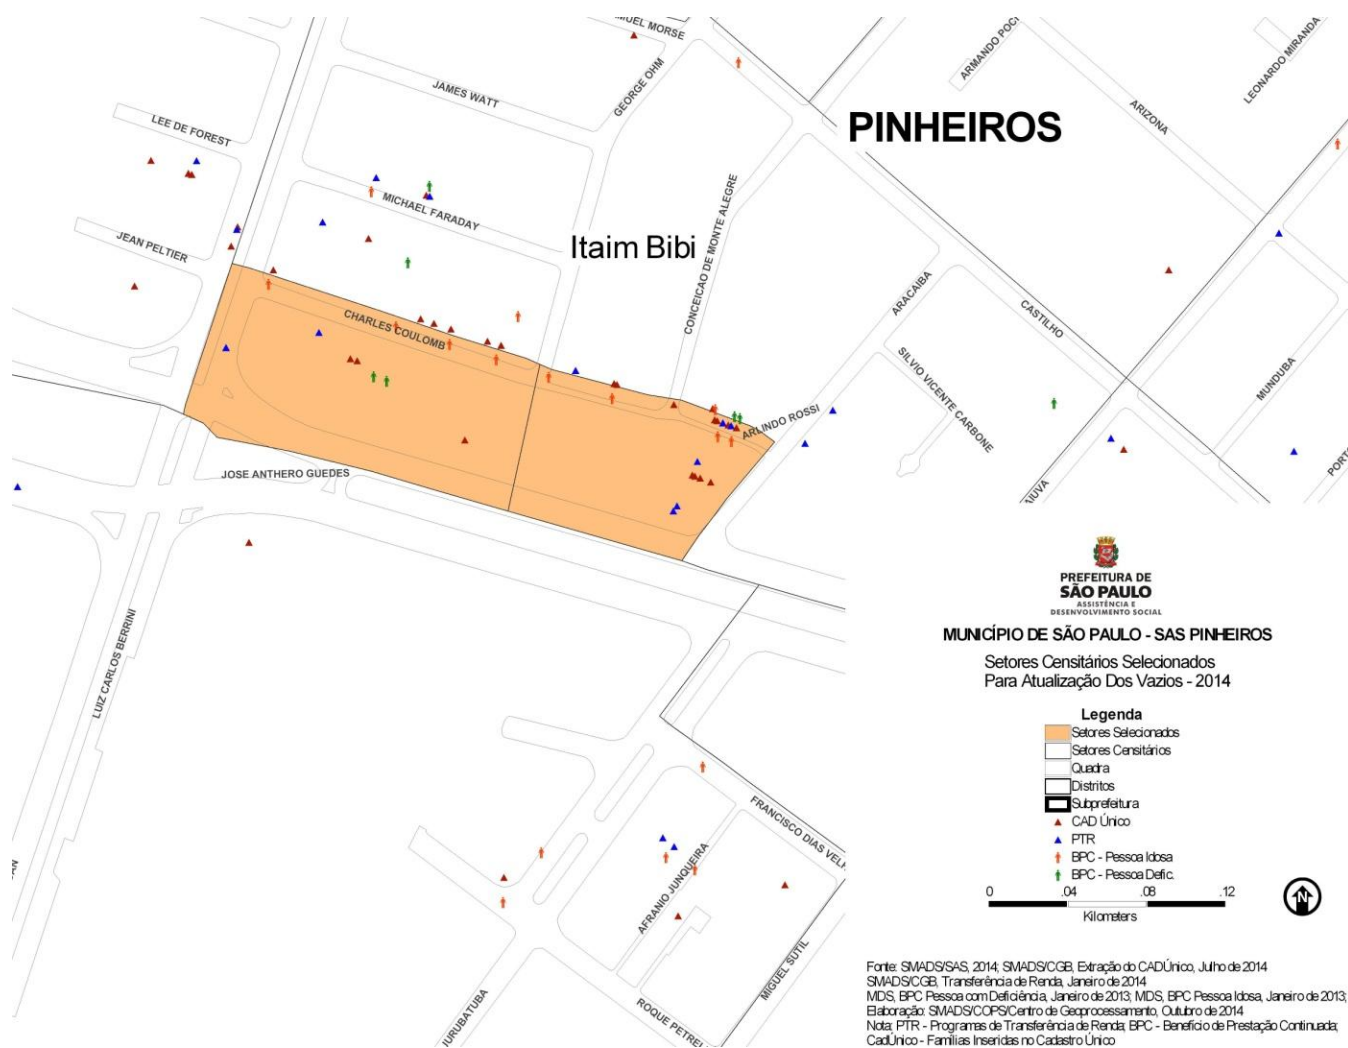 MUEL MORSE
GEORGE OHM
JAMES WATT
LEE DE FOREST
MICHAEL FARADAY
JEAN PELTIER
CONCEICAO DE MONTE ALEGRE
ARMANDO POC
LEONARDO MIRANDA
ARIZONA
PINHEIROS
Itaim Bibi
ARACAIBA
CASTILHO
CHARLES COULOMB
SILVIO VICENTE CARBONE
MUNDUBA
ARLINDO ROSSI
PORTO
AIUVA
JOSE ANTHERO GUEDES
LUIZ CARLOS BERRINI
FRANCISCO DIAS VELH
AFRANIO JUNQUEIRA
MIGUEL SUTIL
ROQUE PETREL
JURUBATUBA
AN
PREFEITURA DE
SÃO PAULO
ASSISTÊNCIA E
DESENVOLVIMENTO SOCIAL
MUNICÍPIO DE SÃO PAULO - SAS PINHEIROS
Setores Censitários Selecionados
Para Atualização Dos Vazios - 2014
Legenda
Setores Selecionados
Setores Censitários
Quadra
Distritos
Subprefeitura
CAD Único
PTR
BPC - Pessoa Idosa
BPC - Pessoa Defic.
0 .04 .08 .12
Kilometers
N
Fonte: SMADS/SAS, 2014; SMADS/CGB, Extração do CADÚnico, Julho de 2014
SMADS/CGB, Transferência de Renda, Janeiro de 2014
MDS, BPC Pessoa com Deficiência, Janeiro de 2013; MDS, BPC Pessoa Idosa, Janeiro de 2013;
Elaboração: SMADS/COPS/Centro de Geoprocessamento, Outubro de 2014
Nota: PTR - Programas de Transferência de Renda; BPC - Benefício de Prestação Continuada;
CadÚnico - Famílias Inseridas no Cadastro Único